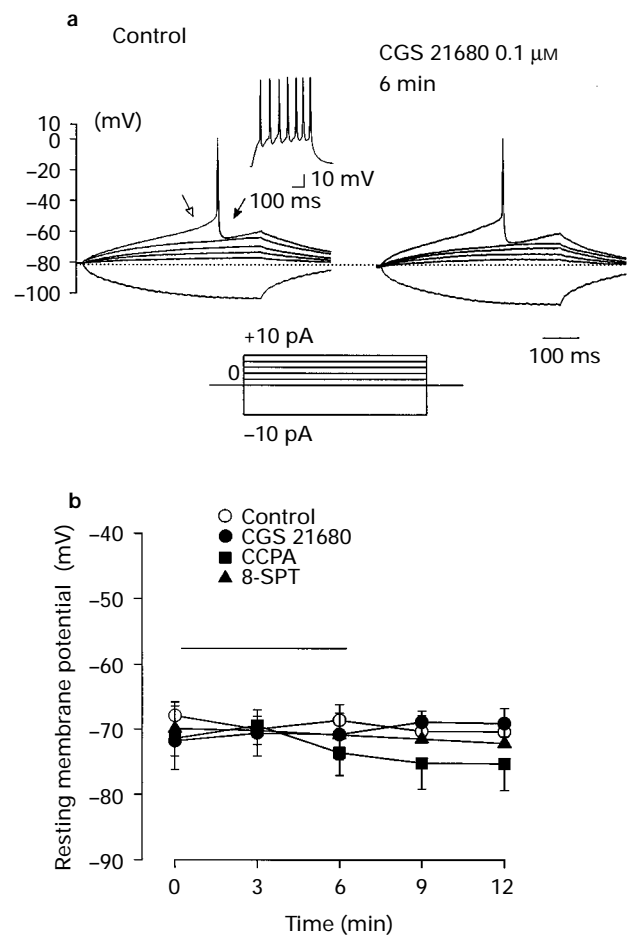 a
Control
CGS 21680 0.1 µM
6 min
10
(mV)
0
−20
−40
−60
−80
−100
10 mV
100 ms
100 ms
+10 pA
0
−10 pA
b
Control
CGS 21680
CCPA
8-SPT
Resting membrane potential (mV)
−40
−50
−60
−70
−80
−90
0 3 6 9 12
Time (min)